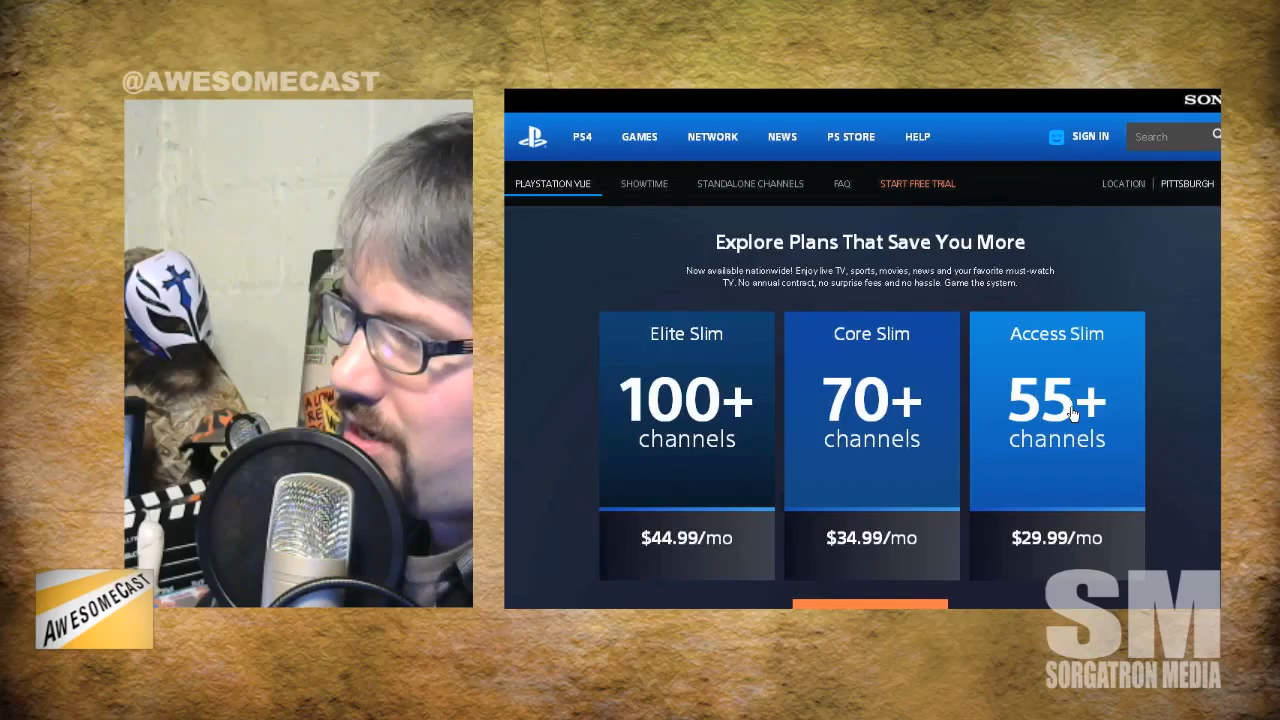 @AWESOMECAST
SON
PS4 GAMES NETWORK NEWS PS STORE HELP SIGN IN Search
PLAYSTATION VUE SHOWTIME STANDALONE CHANNELS FAQ START FREE TRIAL LOCATION | PITTSBURGH
Explore Plans That Save You More
Now available nationwide! Enjoy live TV, sports, movies, news and your favorite must-watch
TV. No annual contract, no surprise fees and no hassle. Game the system.
Elite Slim
100+
channels
$44.99/mo
Core Slim
70+
channels
$34.99/mo
Access Slim
55+
channels
$29.99/mo
AWESOMECAST
SM
SORGATRON MEDIA